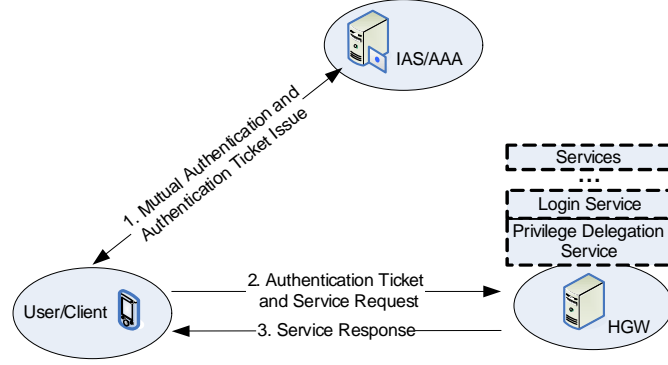 IAS/AAA
1. Mutual Authentication and
Authentication Ticket Issue
Services
...
Login Service
Privilege Delegation
Service
2. Authentication Ticket
and Service Request
User/Client
3. Service Response
HGW